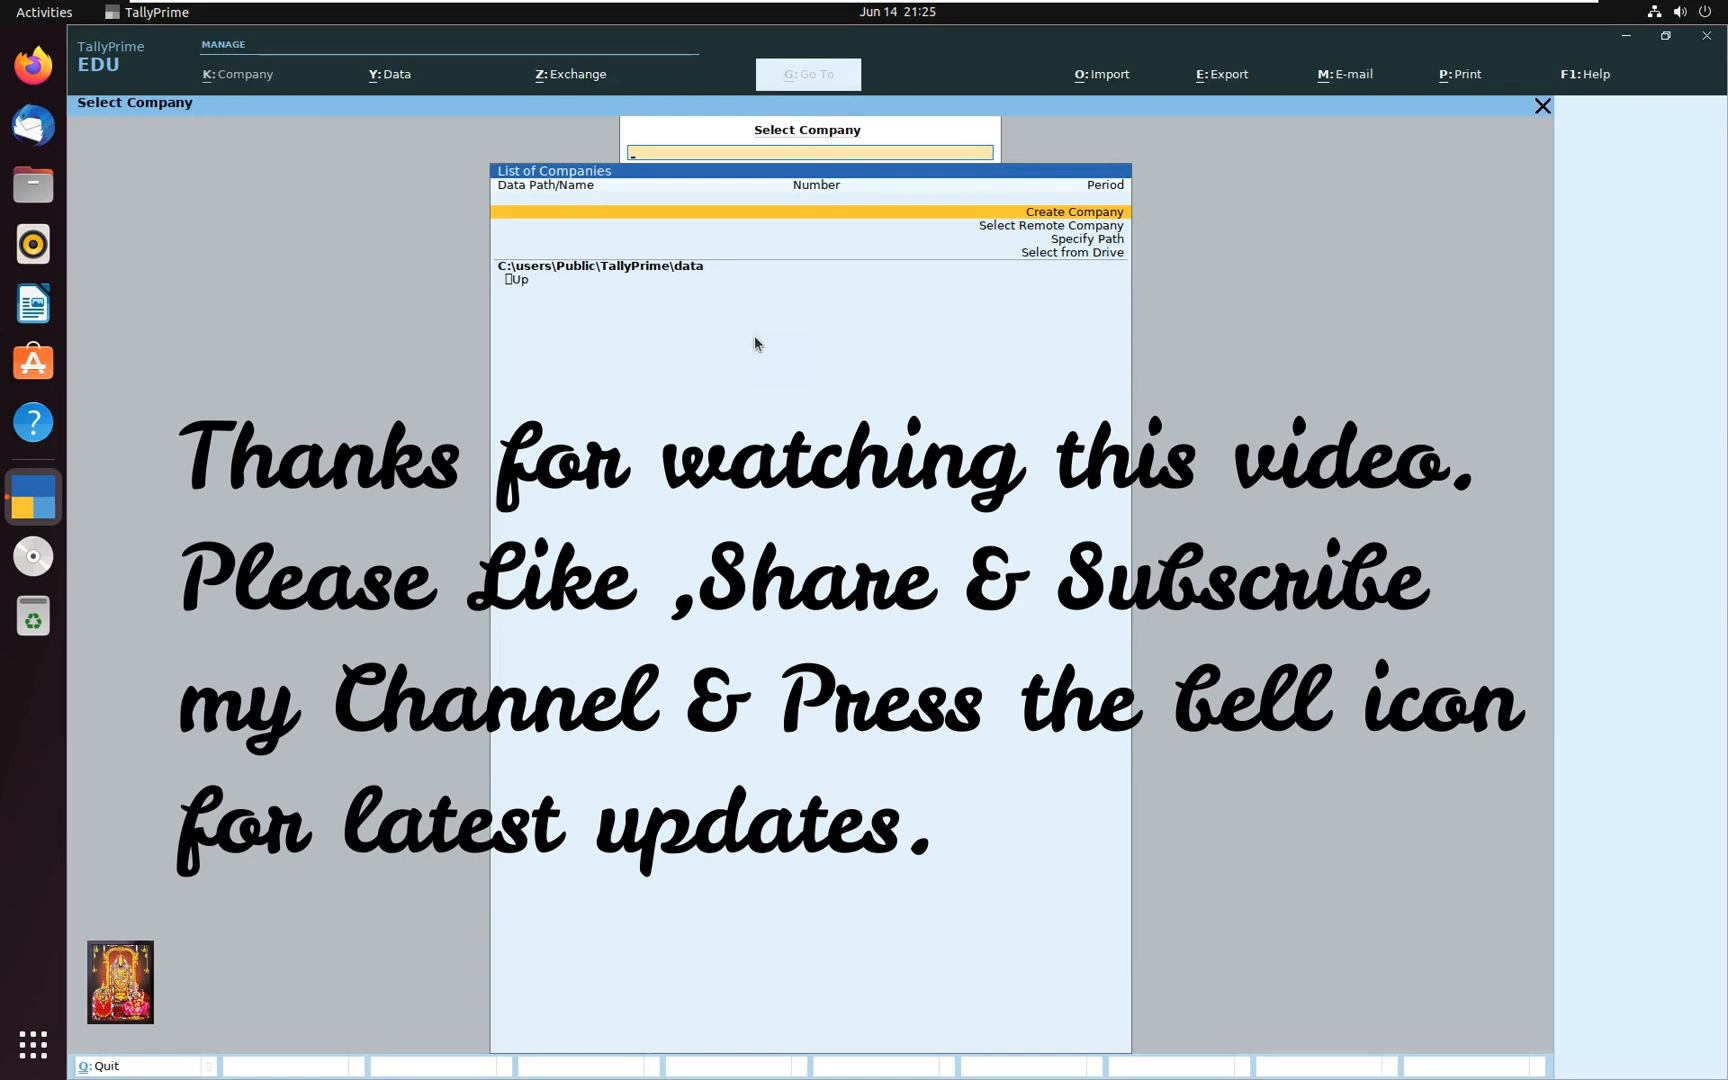 Activities
TallyPrime
Jun 14 21:25
TallyPrime
EDU
MANAGE
K: Company
Y: Data
Z: Exchange
G: Go To
O: Import
E: Export
M: E-mail
P: Print
F1: Help
Select Company
Select Company
List of Companies
Data Path/Name Number Period
Create Company
Select Remote Company
Specify Path
Select from Drive
C:\users\Public\TallyPrime\data
Up
Thanks for watching this video.
Please Like ,Share & Subscribe
my Channel & Press the bell icon
for latest updates.
Q: Quit